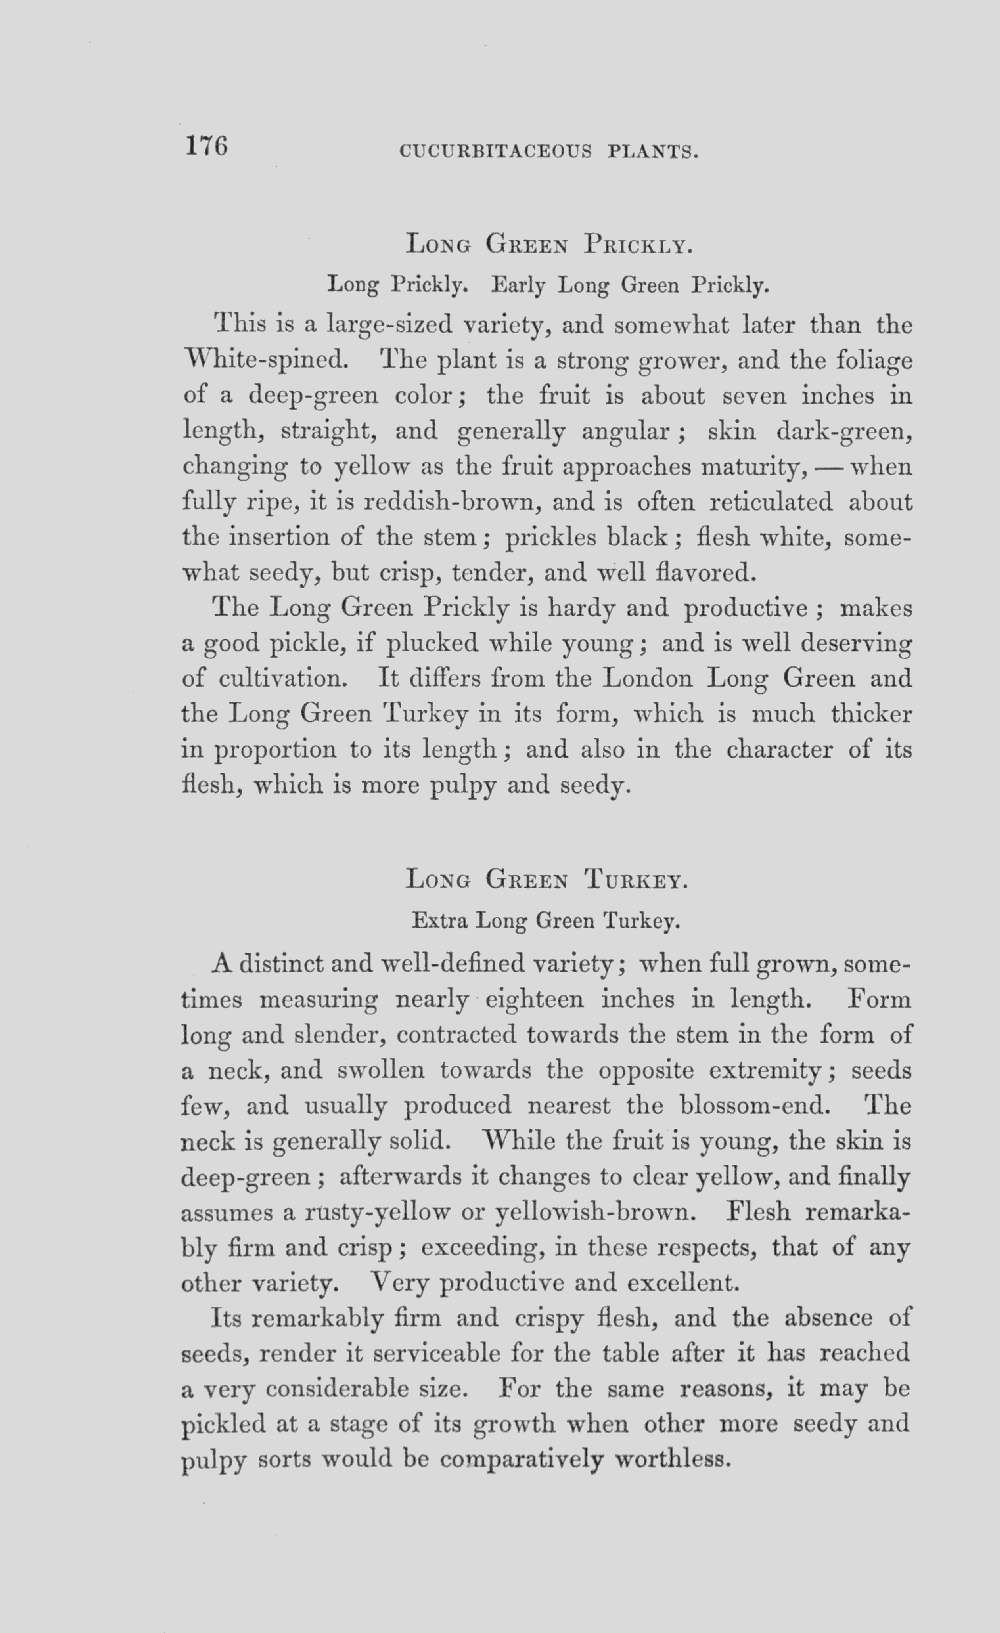 176
CUCURBITACEOUS PLANTS.
LONG GREEN PRICKLY.
Long Prickly. Early Long Green Prickly.
This is a large-sized variety, and somewhat later than the
White-spined. The plant is a strong grower, and the foliage
of a deep-green color; the fruit is about seven inches in
length, straight, and generally angular; skin dark-green,
changing to yellow as the fruit approaches maturity, — when
fully ripe, it is reddish-brown, and is often reticulated about
the insertion of the stem; prickles black; flesh white, some-
what seedy, but crisp, tender, and well flavored.
The Long Green Prickly is hardy and productive; makes
a good pickle, if plucked while young; and is well deserving
of cultivation. It differs from the London Long Green and
the Long Green Turkey in its form, which is much thicker
in proportion to its length; and also in the character of its
flesh, which is more pulpy and seedy.
LONG GREEN TURKEY.
Extra Long Green Turkey.
A distinct and well-defined variety; when full grown, some-
times measuring nearly eighteen inches in length. Form
long and slender, contracted towards the stem in the form of
a neck, and swollen towards the opposite extremity; seeds
few, and usually produced nearest the blossom-end. The
neck is generally solid. While the fruit is young, the skin is
deep-green; afterwards it changes to clear yellow, and finally
assumes a rusty-yellow or yellowish-brown. Flesh remarka-
bly firm and crisp; exceeding, in these respects, that of any
other variety. Very productive and excellent.
Its remarkably firm and crispy flesh, and the absence of
seeds, render it serviceable for the table after it has reached
a very considerable size. For the same reasons, it may be
pickled at a stage of its growth when other more seedy and
pulpy sorts would be comparatively worthless.